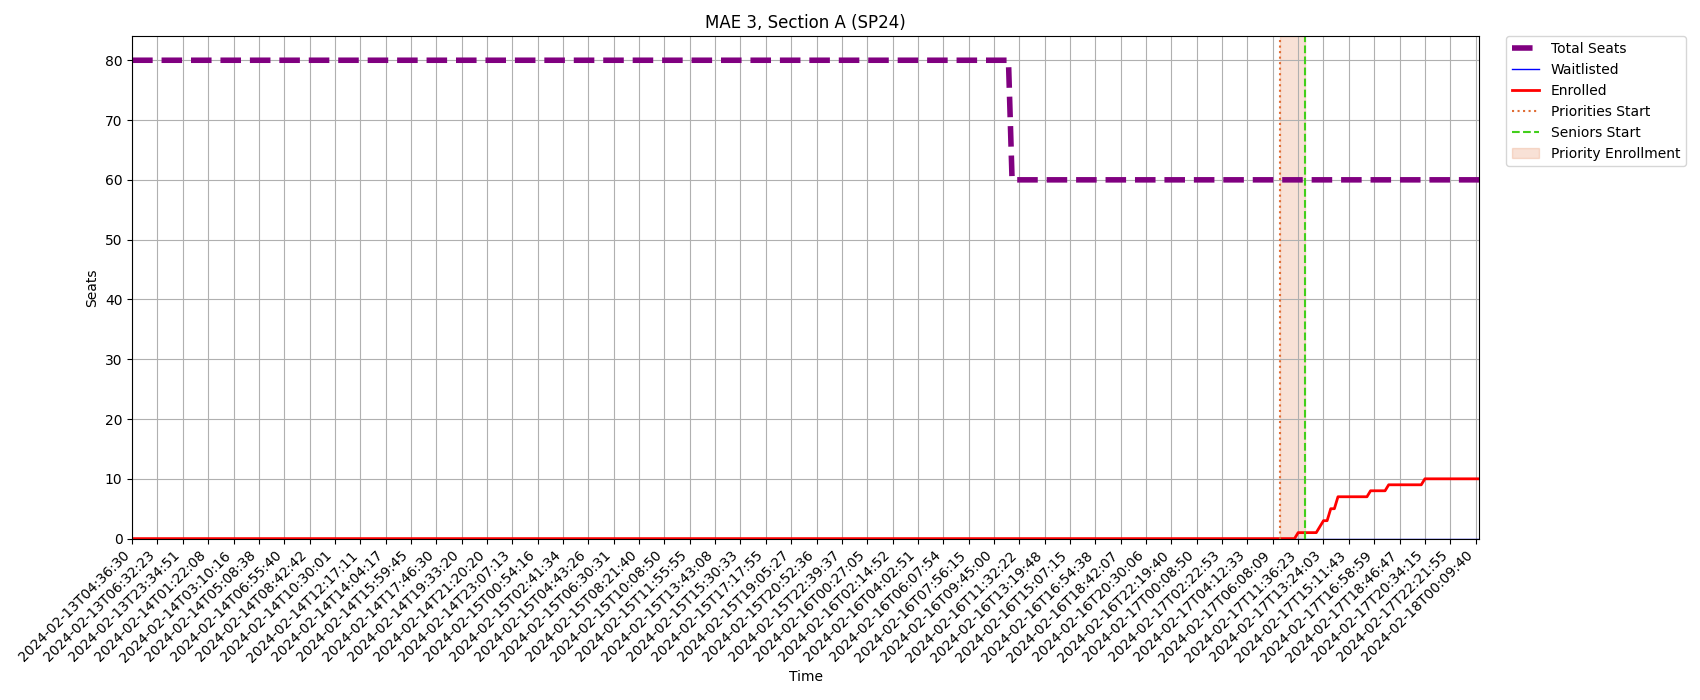 MAE 3, Section A (SP24)
Total Seats
Waitlisted
Enrolled
Priorities Start
Seniors Start
Priority Enrollment
Seats
80
70
60
50
40
30
20
10
0
2024-02-13T04:36:30
2024-02-13T06:32:23
2024-02-13T23:34:51
2024-02-14T01:22:08
2024-02-14T03:10:16
2024-02-14T05:08:38
2024-02-14T06:55:40
2024-02-14T08:42:42
2024-02-14T10:30:01
2024-02-14T12:17:11
2024-02-14T14:04:17
2024-02-14T15:59:45
2024-02-14T17:46:30
2024-02-14T19:33:20
2024-02-14T21:20:20
2024-02-14T23:07:13
2024-02-15T00:54:16
2024-02-15T02:41:34
2024-02-15T04:43:26
2024-02-15T06:30:31
2024-02-15T08:21:40
2024-02-15T10:08:50
2024-02-15T11:55:55
2024-02-15T13:43:08
2024-02-15T15:30:33
2024-02-15T17:17:55
2024-02-15T19:05:27
2024-02-15T20:52:36
2024-02-15T22:39:37
2024-02-16T00:27:05
2024-02-16T02:14:52
2024-02-16T04:02:51
2024-02-16T06:07:54
2024-02-16T07:56:15
2024-02-16T09:45:00
2024-02-16T11:32:22
2024-02-16T13:19:48
2024-02-16T15:07:15
2024-02-16T16:54:38
2024-02-16T18:42:07
2024-02-16T20:30:06
2024-02-16T22:19:40
2024-02-17T00:08:50
2024-02-17T02:22:53
2024-02-17T04:12:33
2024-02-17T06:08:09
2024-02-17T11:36:23
2024-02-17T13:24:03
2024-02-17T15:11:43
2024-02-17T16:58:59
2024-02-17T18:46:47
2024-02-17T20:34:15
2024-02-17T22:21:55
2024-02-18T00:09:40
Time